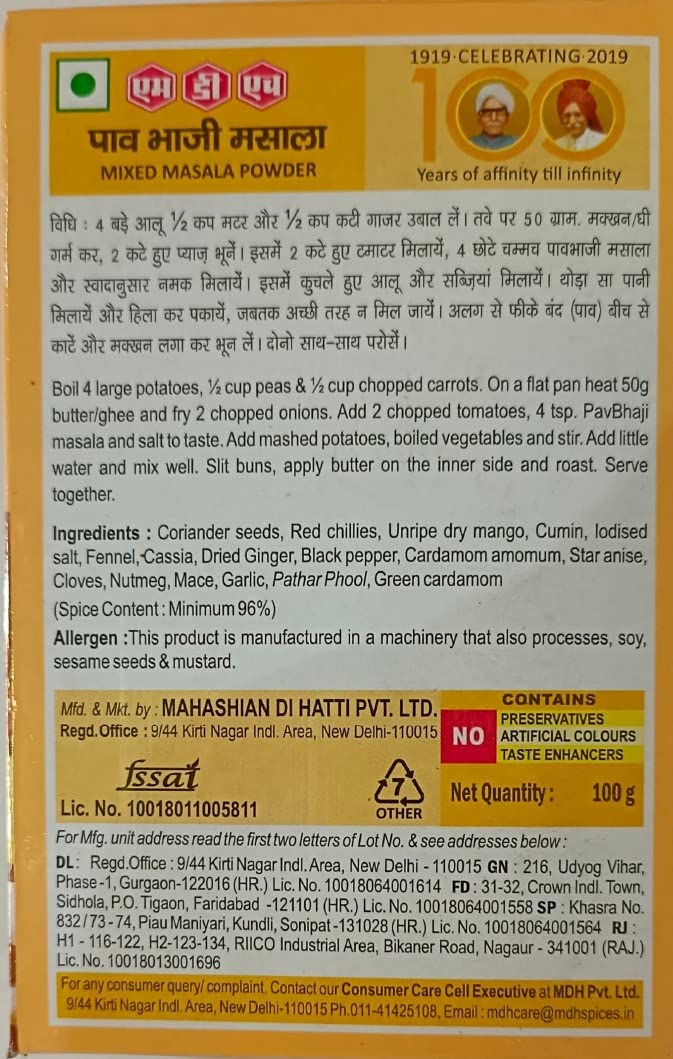 एम डी एच
पाव भाजी मसाला
MIXED MASALA POWDER
1919·CELEBRATING·2019
100
Years of affinity till infinity
विधि : 4 बड़े आलू ½ कप मटर और ½ कप कटी गाजर उबाल लें। तवे पर 50 ग्राम. मक्खन/घी
गर्म कर, 2 कटे हुए प्याज़ भूनें। इसमें 2 कटे हुए टमाटर मिलायें, 4 छोटे चम्मच पावभाजी मसाला
और स्वादानुसार नमक मिलायें। इसमें कुचले हुए आलू और सब्ज़ियां मिलायें। थोड़ा सा पानी
मिलायें और हिला कर पकायें, जबतक अच्छी तरह न मिल जायें। अलग से फीके बंद (पाव) बीच से
काटें और मक्खन लगा कर भून लें। दोनो साथ-साथ परोसें।
Boil 4 large potatoes, ½ cup peas & ½ cup chopped carrots. On a flat pan heat 50g
butter/ghee and fry 2 chopped onions. Add 2 chopped tomatoes, 4 tsp. PavBhaji
masala and salt to taste. Add mashed potatoes, boiled vegetables and stir. Add little
water and mix well. Slit buns, apply butter on the inner side and roast. Serve
together.
Ingredients : Coriander seeds, Red chillies, Unripe dry mango, Cumin, Iodised
salt, Fennel, Cassia, Dried Ginger, Black pepper, Cardamom amomum, Star anise,
Cloves, Nutmeg, Mace, Garlic, Pathar Phool, Green cardamom
(Spice Content : Minimum 96%)
Allergen :This product is manufactured in a machinery that also processes, soy,
sesame seeds & mustard.
Mfd. & Mkt. by : MAHASHIAN DI HATTI PVT. LTD.
Regd.Office : 9/44 Kirti Nagar Indl. Area, New Delhi-110015
fssai
Lic. No. 10018011005811
7
OTHER
CONTAINS
NO
PRESERVATIVES
ARTIFICIAL COLOURS
TASTE ENHANCERS
Net Quantity : 100 g
For Mfg. unit address read the first two letters of Lot No. & see addresses below :
DL : Regd.Office : 9/44 Kirti Nagar Indl. Area, New Delhi - 110015 GN : 216, Udyog Vihar,
Phase -1, Gurgaon-122016 (HR.) Lic. No. 10018064001614 FD : 31-32, Crown Indl. Town,
Sidhola, P.O. Tigaon, Faridabad -121101 (HR.) Lic. No. 10018064001558 SP : Khasra No.
832 / 73 - 74, Piau Maniyari, Kundli, Sonipat -131028 (HR.) Lic. No. 10018064001564 RJ :
H1 - 116-122, H2-123-134, RIICO Industrial Area, Bikaner Road, Nagaur - 341001 (RAJ.)
Lic. No. 10018013001696
For any consumer query/ complaint. Contact our Consumer Care Cell Executive at MDH Pvt. Ltd.
9/44 Kirti Nagar Indl. Area, New Delhi-110015 Ph.011-41425108, Email : mdhcare@mdhspices.in